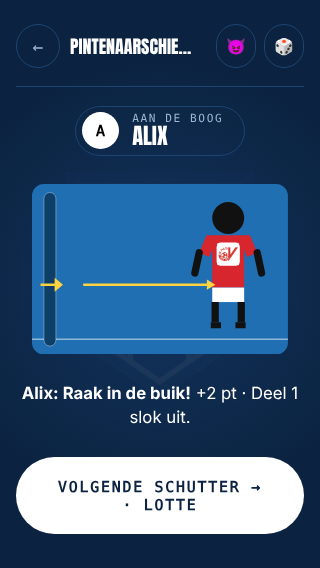 ←
PINTENAARSCHIE...
AAN DE BOOG
A
ALIX
Alix: Raak in de buik! +2 pt · Deel 1
slok uit.
VOLGENDE SCHUTTER →
· LOTTE